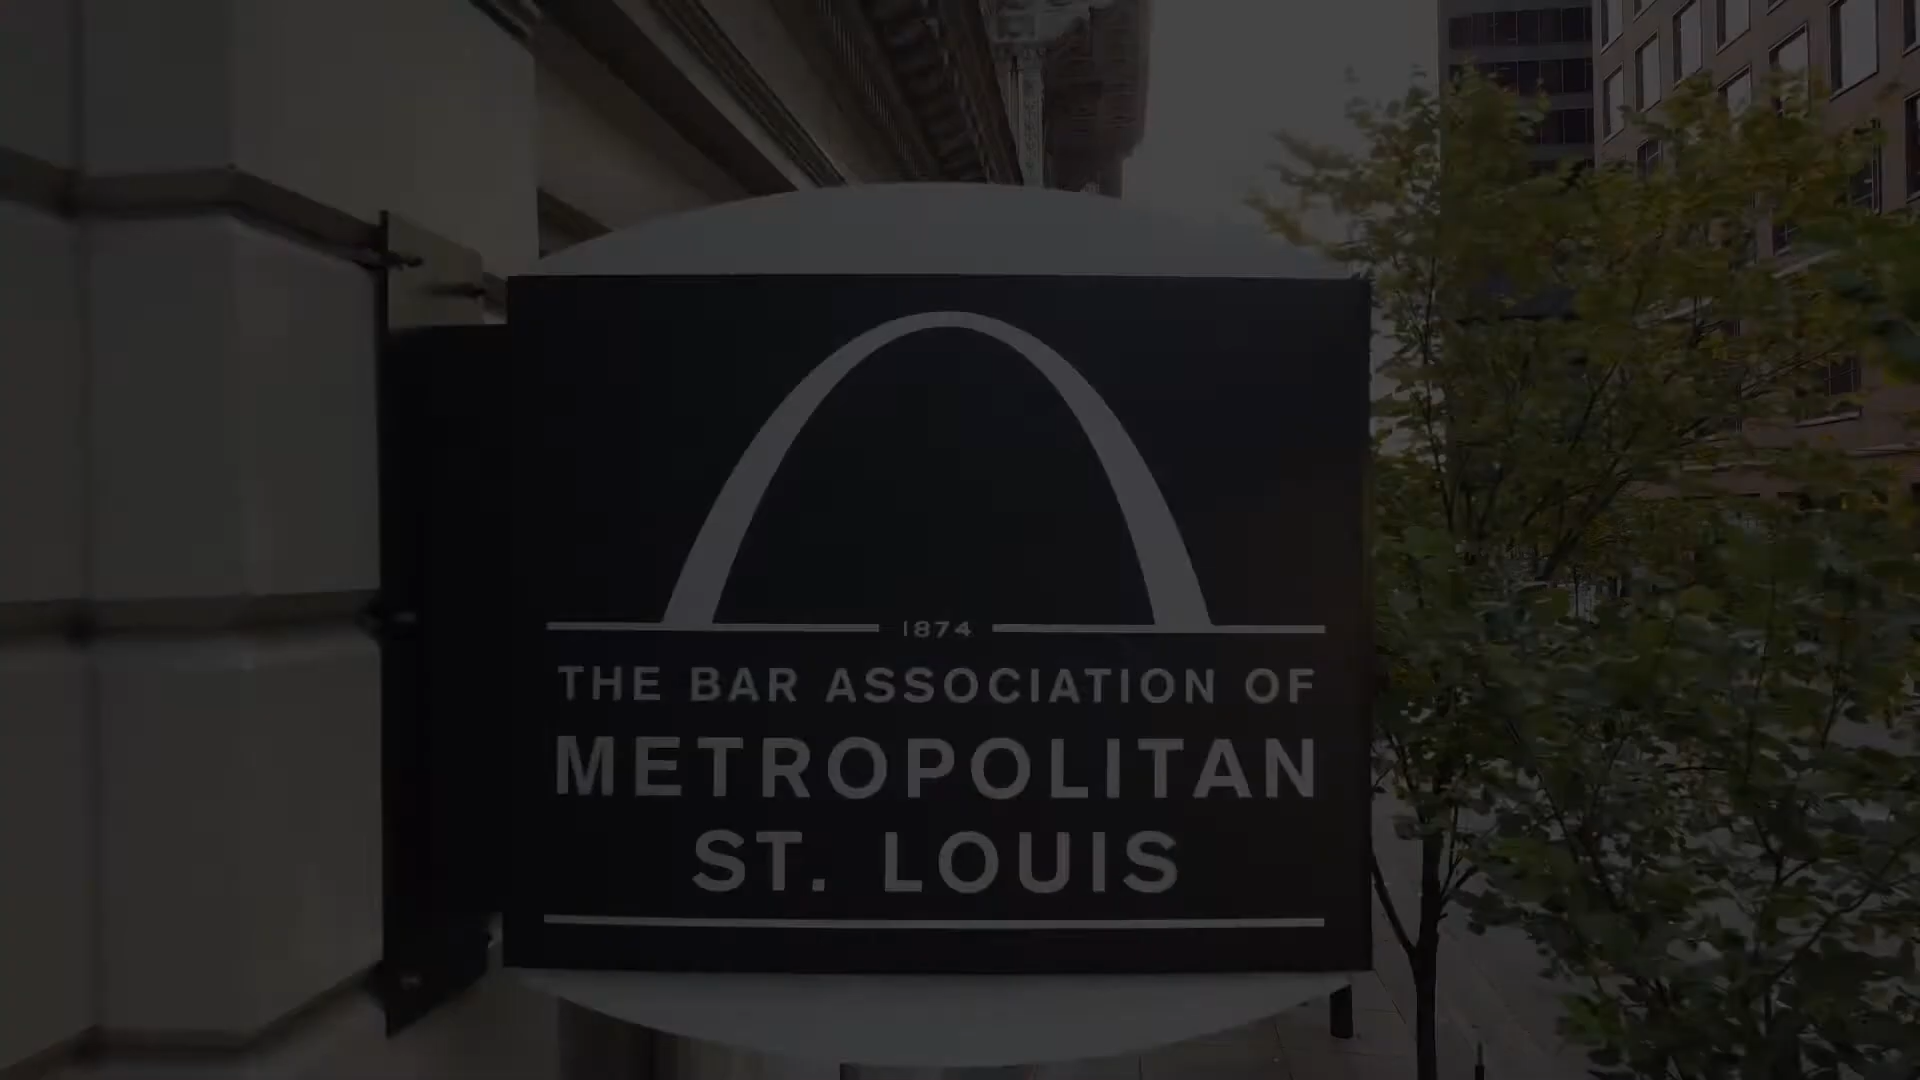 1874
THE BAR ASSOCIATION OF
METROPOLITAN
ST. LOUIS